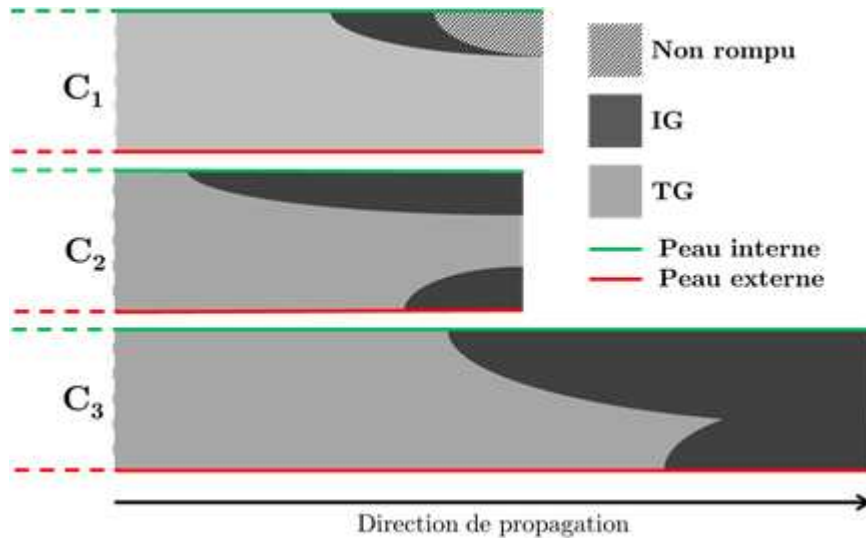 C1
Non rompu
IG
TG
C2
Peau interne
Peau externe
C3
Direction de propagation